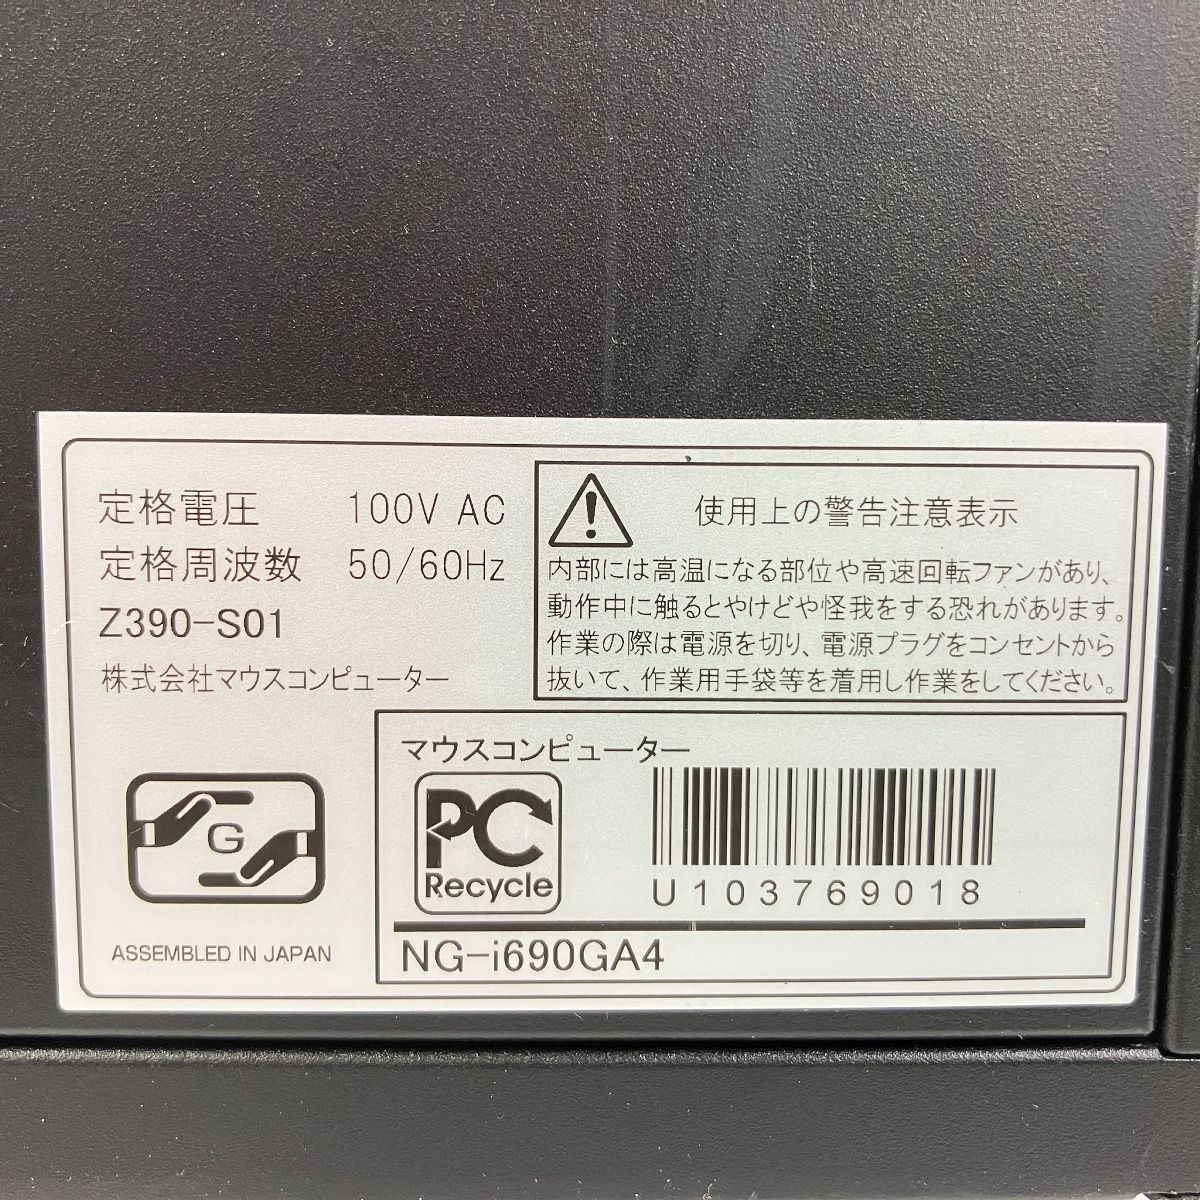 定格電圧 100V AC
定格周波数 50/60Hz
Z390-S01
株式会社マウスコンピューター
使用上の警告注意表示
内部には高温になる部位や高速回転ファンがあり、
動作中に触るとやけどや怪我をする恐れがあります。
作業の際は電源を切り、電源プラグをコンセントから
抜いて、作業用手袋等を着用し作業をしてください。
G
ASSEMBLED IN JAPAN
マウスコンピューター
PC
Recycle
U103769018
NG-i690GA4